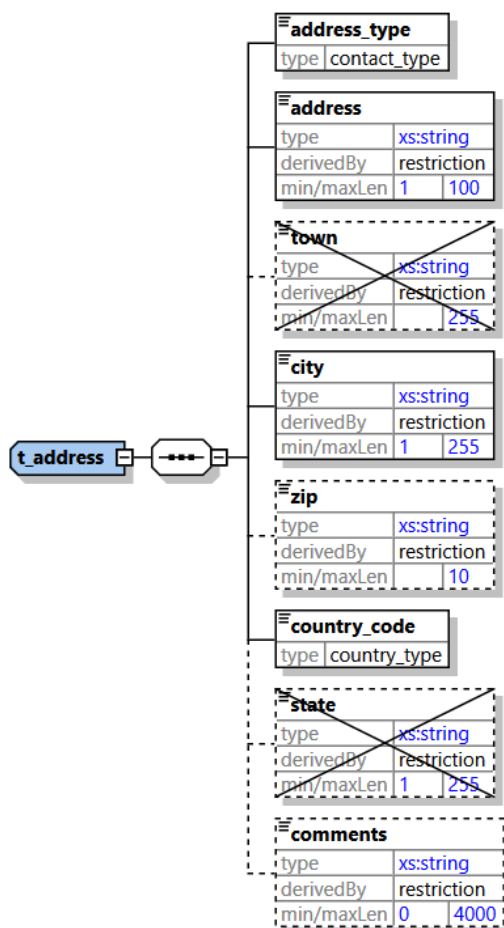 address_type
type contact_type
address
type xs:string
derivedBy restriction
min/maxLen 1 100
town
type xs:string
derivedBy restriction
min/maxLen 255
city
type xs:string
derivedBy restriction
min/maxLen 1 255
t_address
zip
type xs:string
derivedBy restriction
min/maxLen 10
country_code
type country_type
state
type xs:string
derivedBy restriction
min/maxLen 1 255
comments
type xs:string
derivedBy restriction
min/maxLen 0 4000